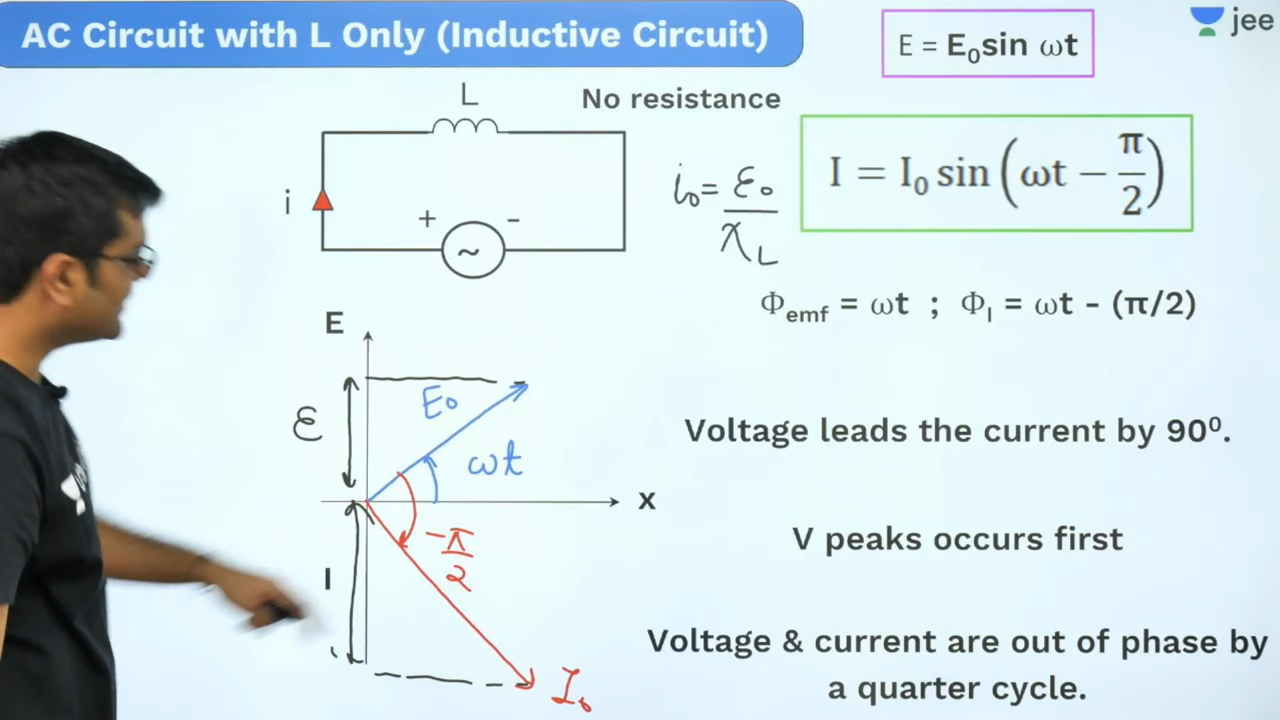 AC Circuit with L Only (Inductive Circuit)
E = E₀sin ωt
jee
L
No resistance
i
+ -
~
i₀ = ε₀/X_L
I = I₀ sin (ωt − π/2)
Φemf = ωt ; ΦI = ωt - (π/2)
E
E₀
ε
ωt
X
-π/2
I
I₀
Voltage leads the current by 90⁰.
V peaks occurs first
Voltage & current are out of phase by
a quarter cycle.